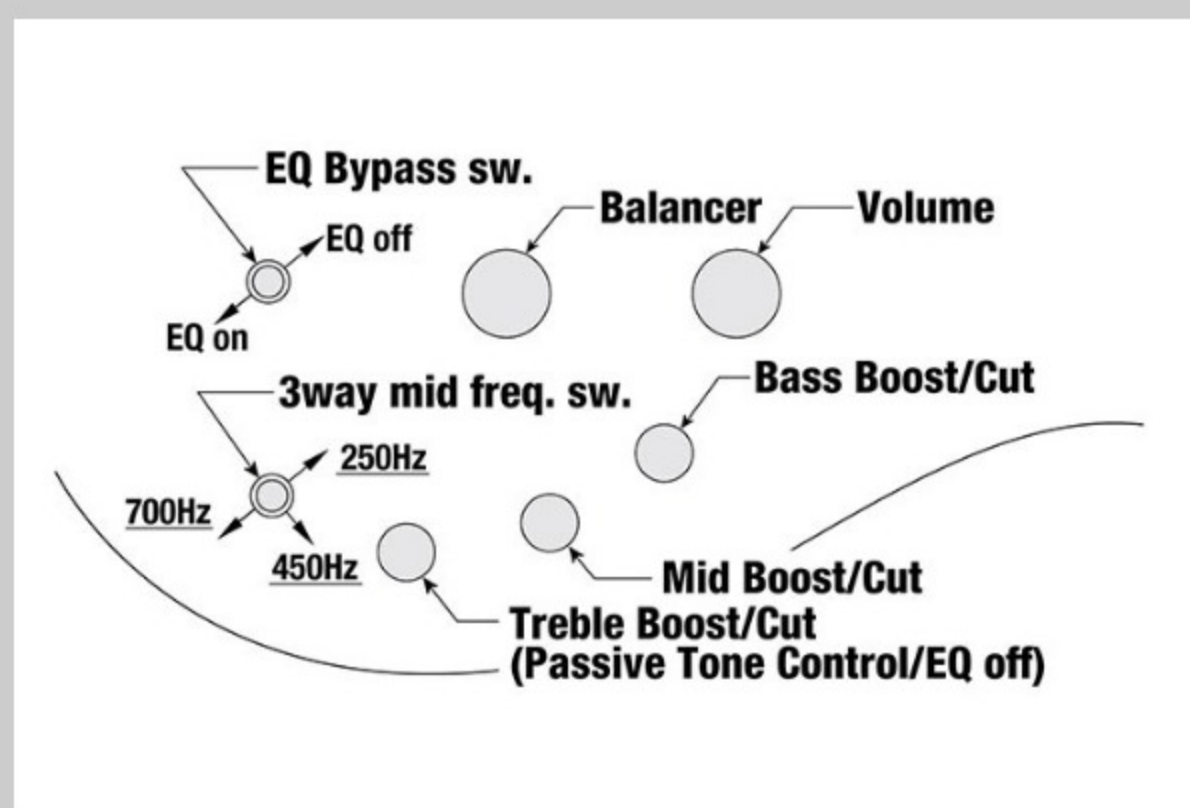 EQ Bypass sw.
EQ off
EQ on
Balancer
Volume
3way mid freq. sw.
250Hz
700Hz
450Hz
Bass Boost/Cut
Mid Boost/Cut
Treble Boost/Cut
(Passive Tone Control/EQ off)